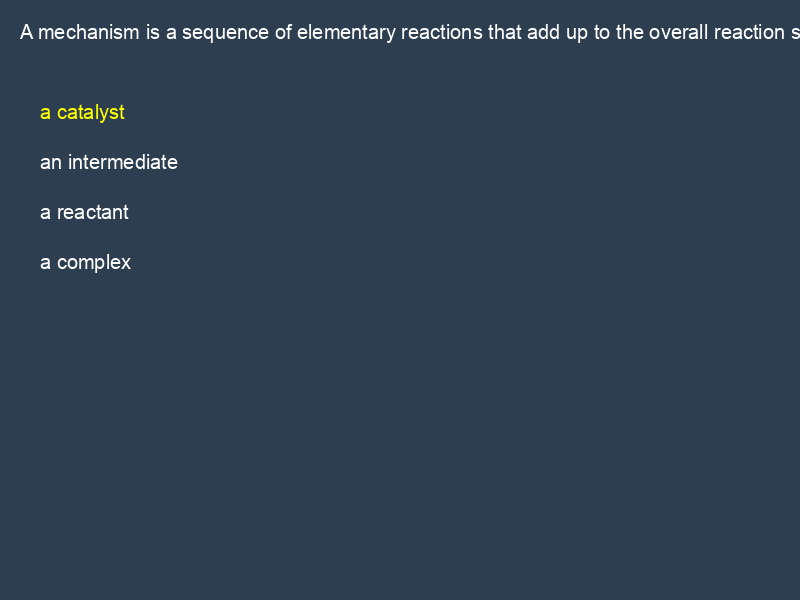 A mechanism is a sequence of elementary reactions that add up to the overall reaction s
a catalyst
an intermediate
a reactant
a complex